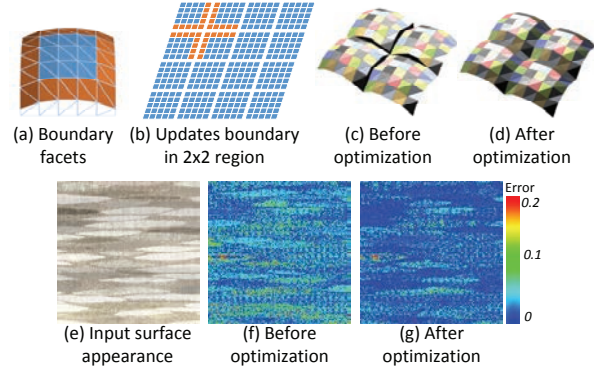 (a) Boundary
facets
(b) Updates boundary
in 2x2 region
(c) Before
optimization
(d) After
optimization
Error
0.2
0.1
0
(e) Input surface
appearance
(f) Before
optimization
(g) After
optimization